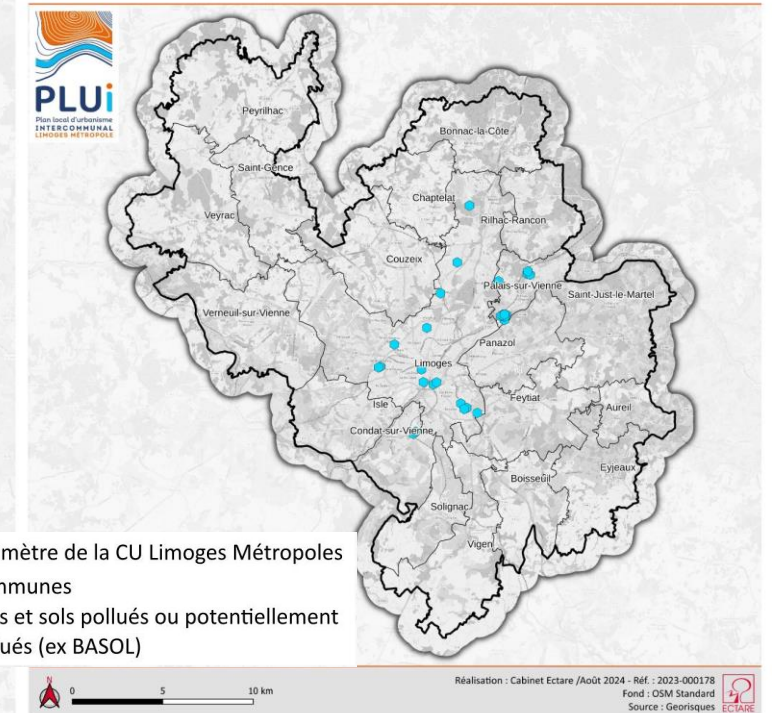 PLUi
Plan local d'urbanisme
INTERCOMMUNAL
LIMOGES MÉTROPOLE
Peyrilhac
Bonnac-la-Côte
Saint-Gence
Chaptelat
Veyrac
Rilhac-Rancon
Couzeix
Palais-sur-Vienne
Saint-Just-le-Martel
Verneuil-sur-Vienne
Panazol
Limoges
Feytiat
Isle
Aureil
Condat-sur-Vienne
Eyjeaux
Boisseuil
Solignac
Vigen
mètre de la CU Limoges Métropoles
munes
s et sols pollués ou potentiellement
ués (ex BASOL)
N
0 5 10 km
Réalisation : Cabinet Ectare /Août 2024 - Réf. : 2023-000178
Fond : OSM Standard
Source : Georisques
ECTARE